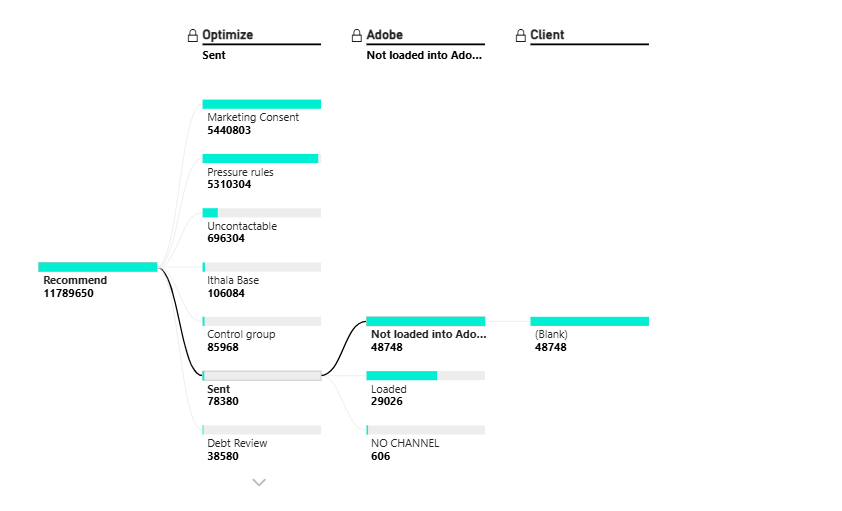 Optimize
Adobe
Client
Sent
Not loaded into Ado...
Marketing Consent
5440803
Pressure rules
5310304
Uncontactable
696304
Recommend
11789650
Ithala Base
106084
Control group
85968
Not loaded into Ado...
48748
(Blank)
48748
Sent
78380
Loaded
29026
Debt Review
38580
NO CHANNEL
606